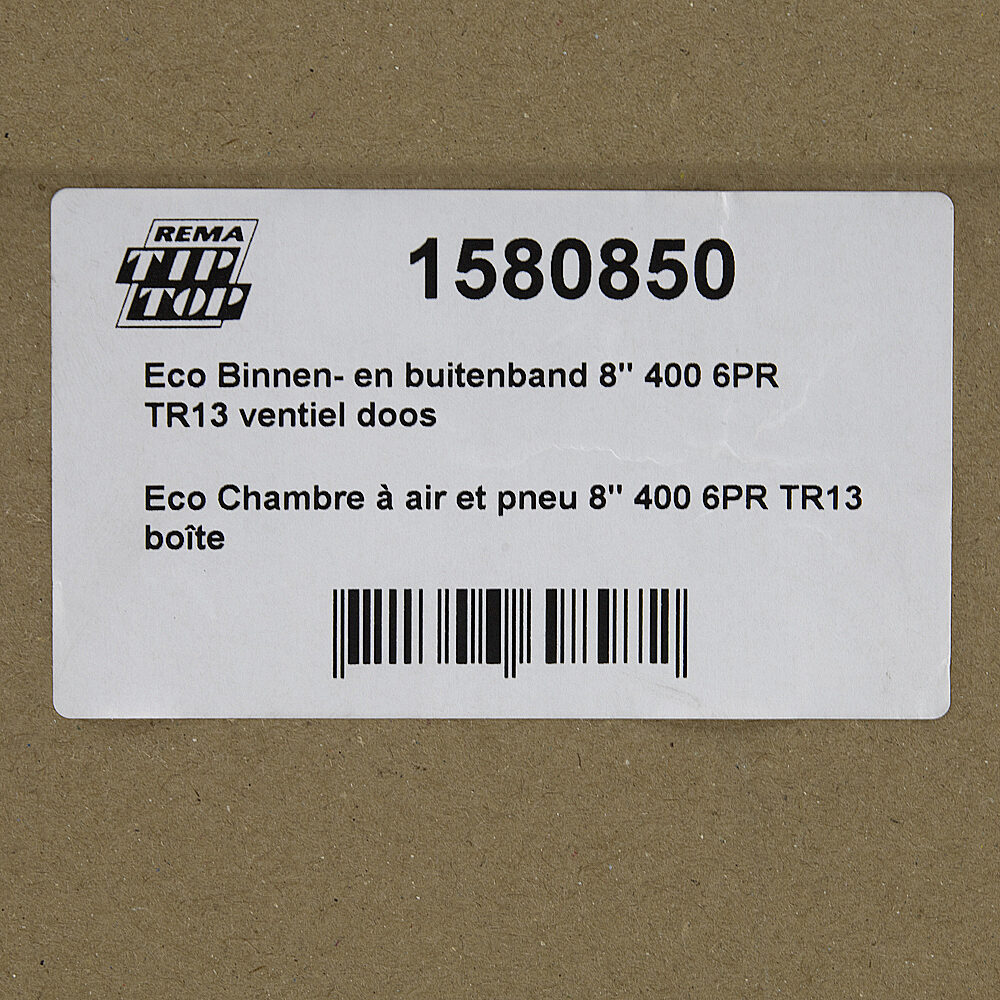 REMA
TIP
TOP
1580850
Eco Binnen- en buitenband 8" 400 6PR
TR13 ventiel doos
Eco Chambre à air et pneu 8" 400 6PR TR13
boîte